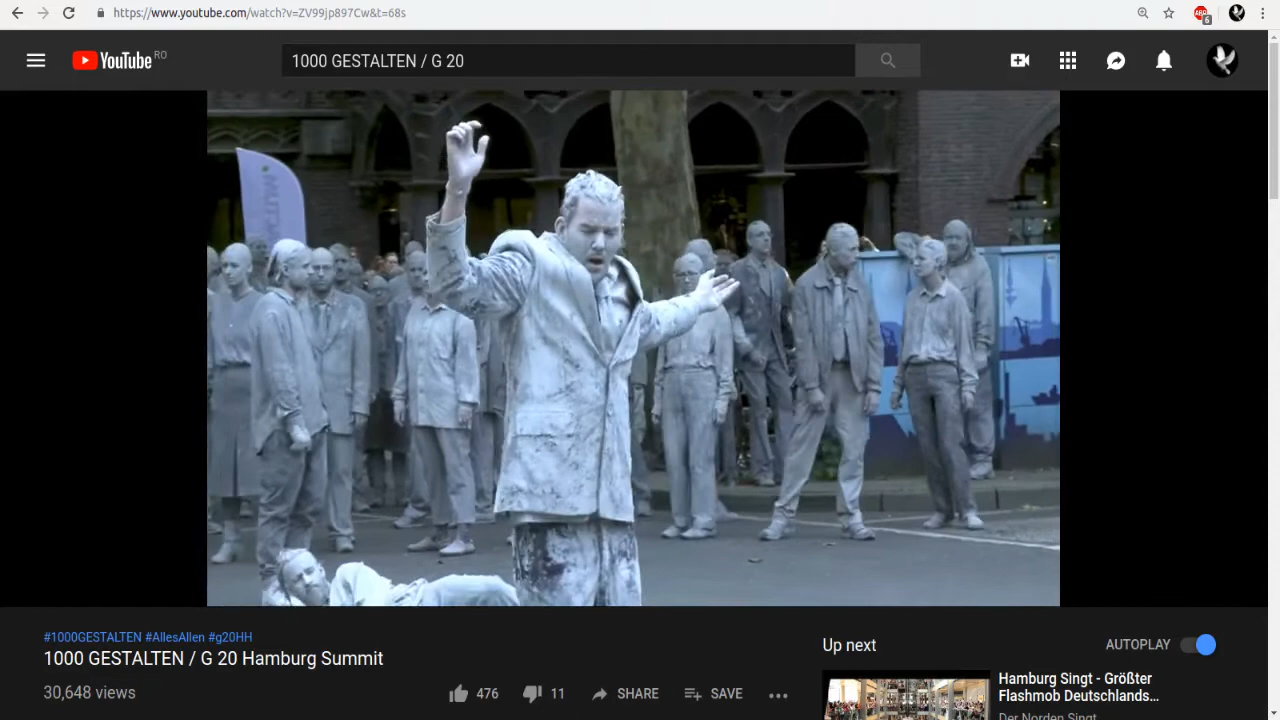 https://www.youtube.com/watch?v=ZV99jp897Cw&t=68s
ABP
6
YouTube RO
1000 GESTALTEN / G 20
#1000GESTALTEN #AllesAllen #g20HH
1000 GESTALTEN / G 20 Hamburg Summit
30,648 views
476
11
SHARE
SAVE
Up next
AUTOPLAY
Hamburg Singt - Größter
Flashmob Deutschlands...
Der Norden Singt